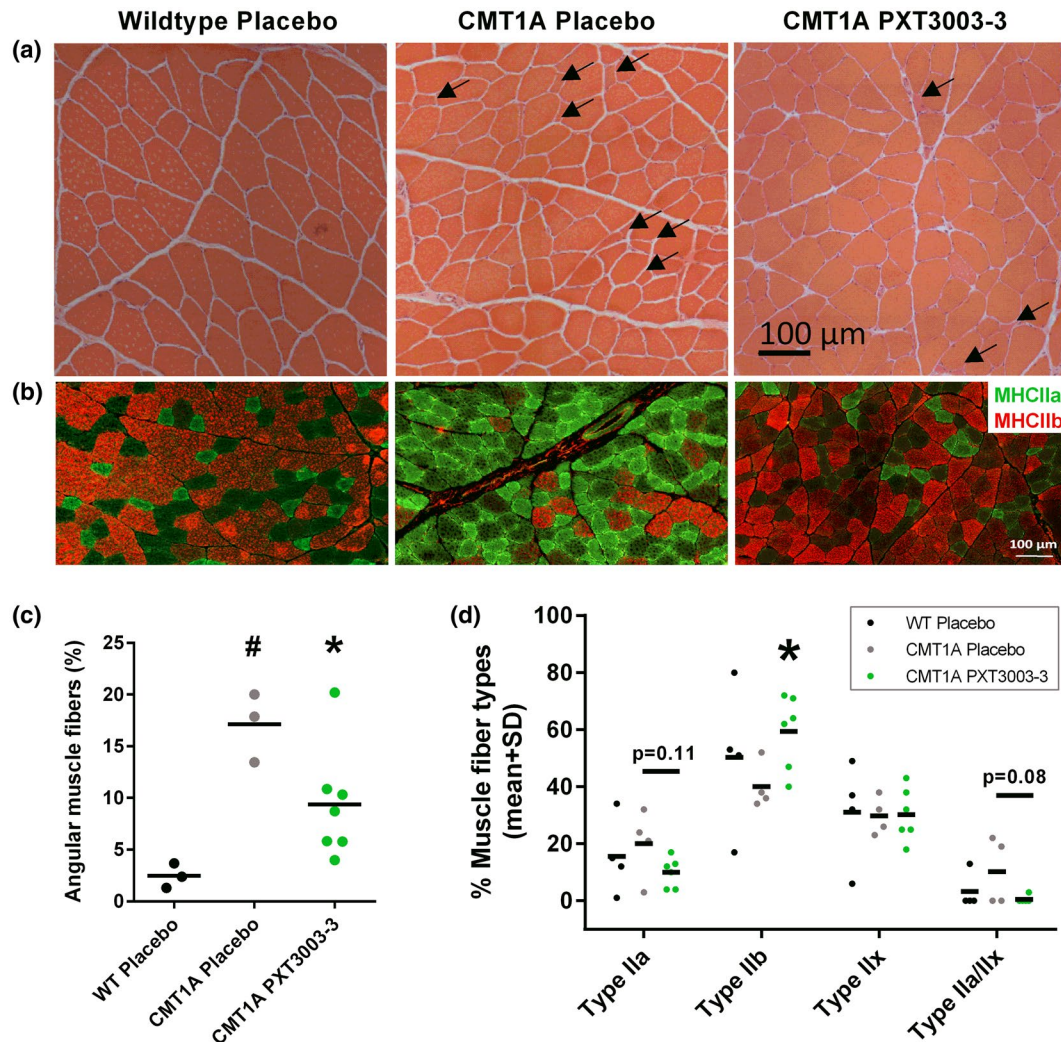 Wildtype Placebo CMT1A Placebo CMT1A PXT3003-3
(a)
100 µm
(b)
MHCIIa
MHCIIb
100 µm
(c)
Angular muscle fibers (%)
25
20
15
10
5
0
#
*
WT Placebo
CMT1A Placebo
CMT1A PXT3003-3
(d)
% Muscle fiber types
(mean+SD)
100
80
60
40
20
0
WT Placebo
CMT1A Placebo
CMT1A PXT3003-3
p=0.11
*
p=0.08
Type IIa
Type IIb
Type IIx
Type IIa/IIx